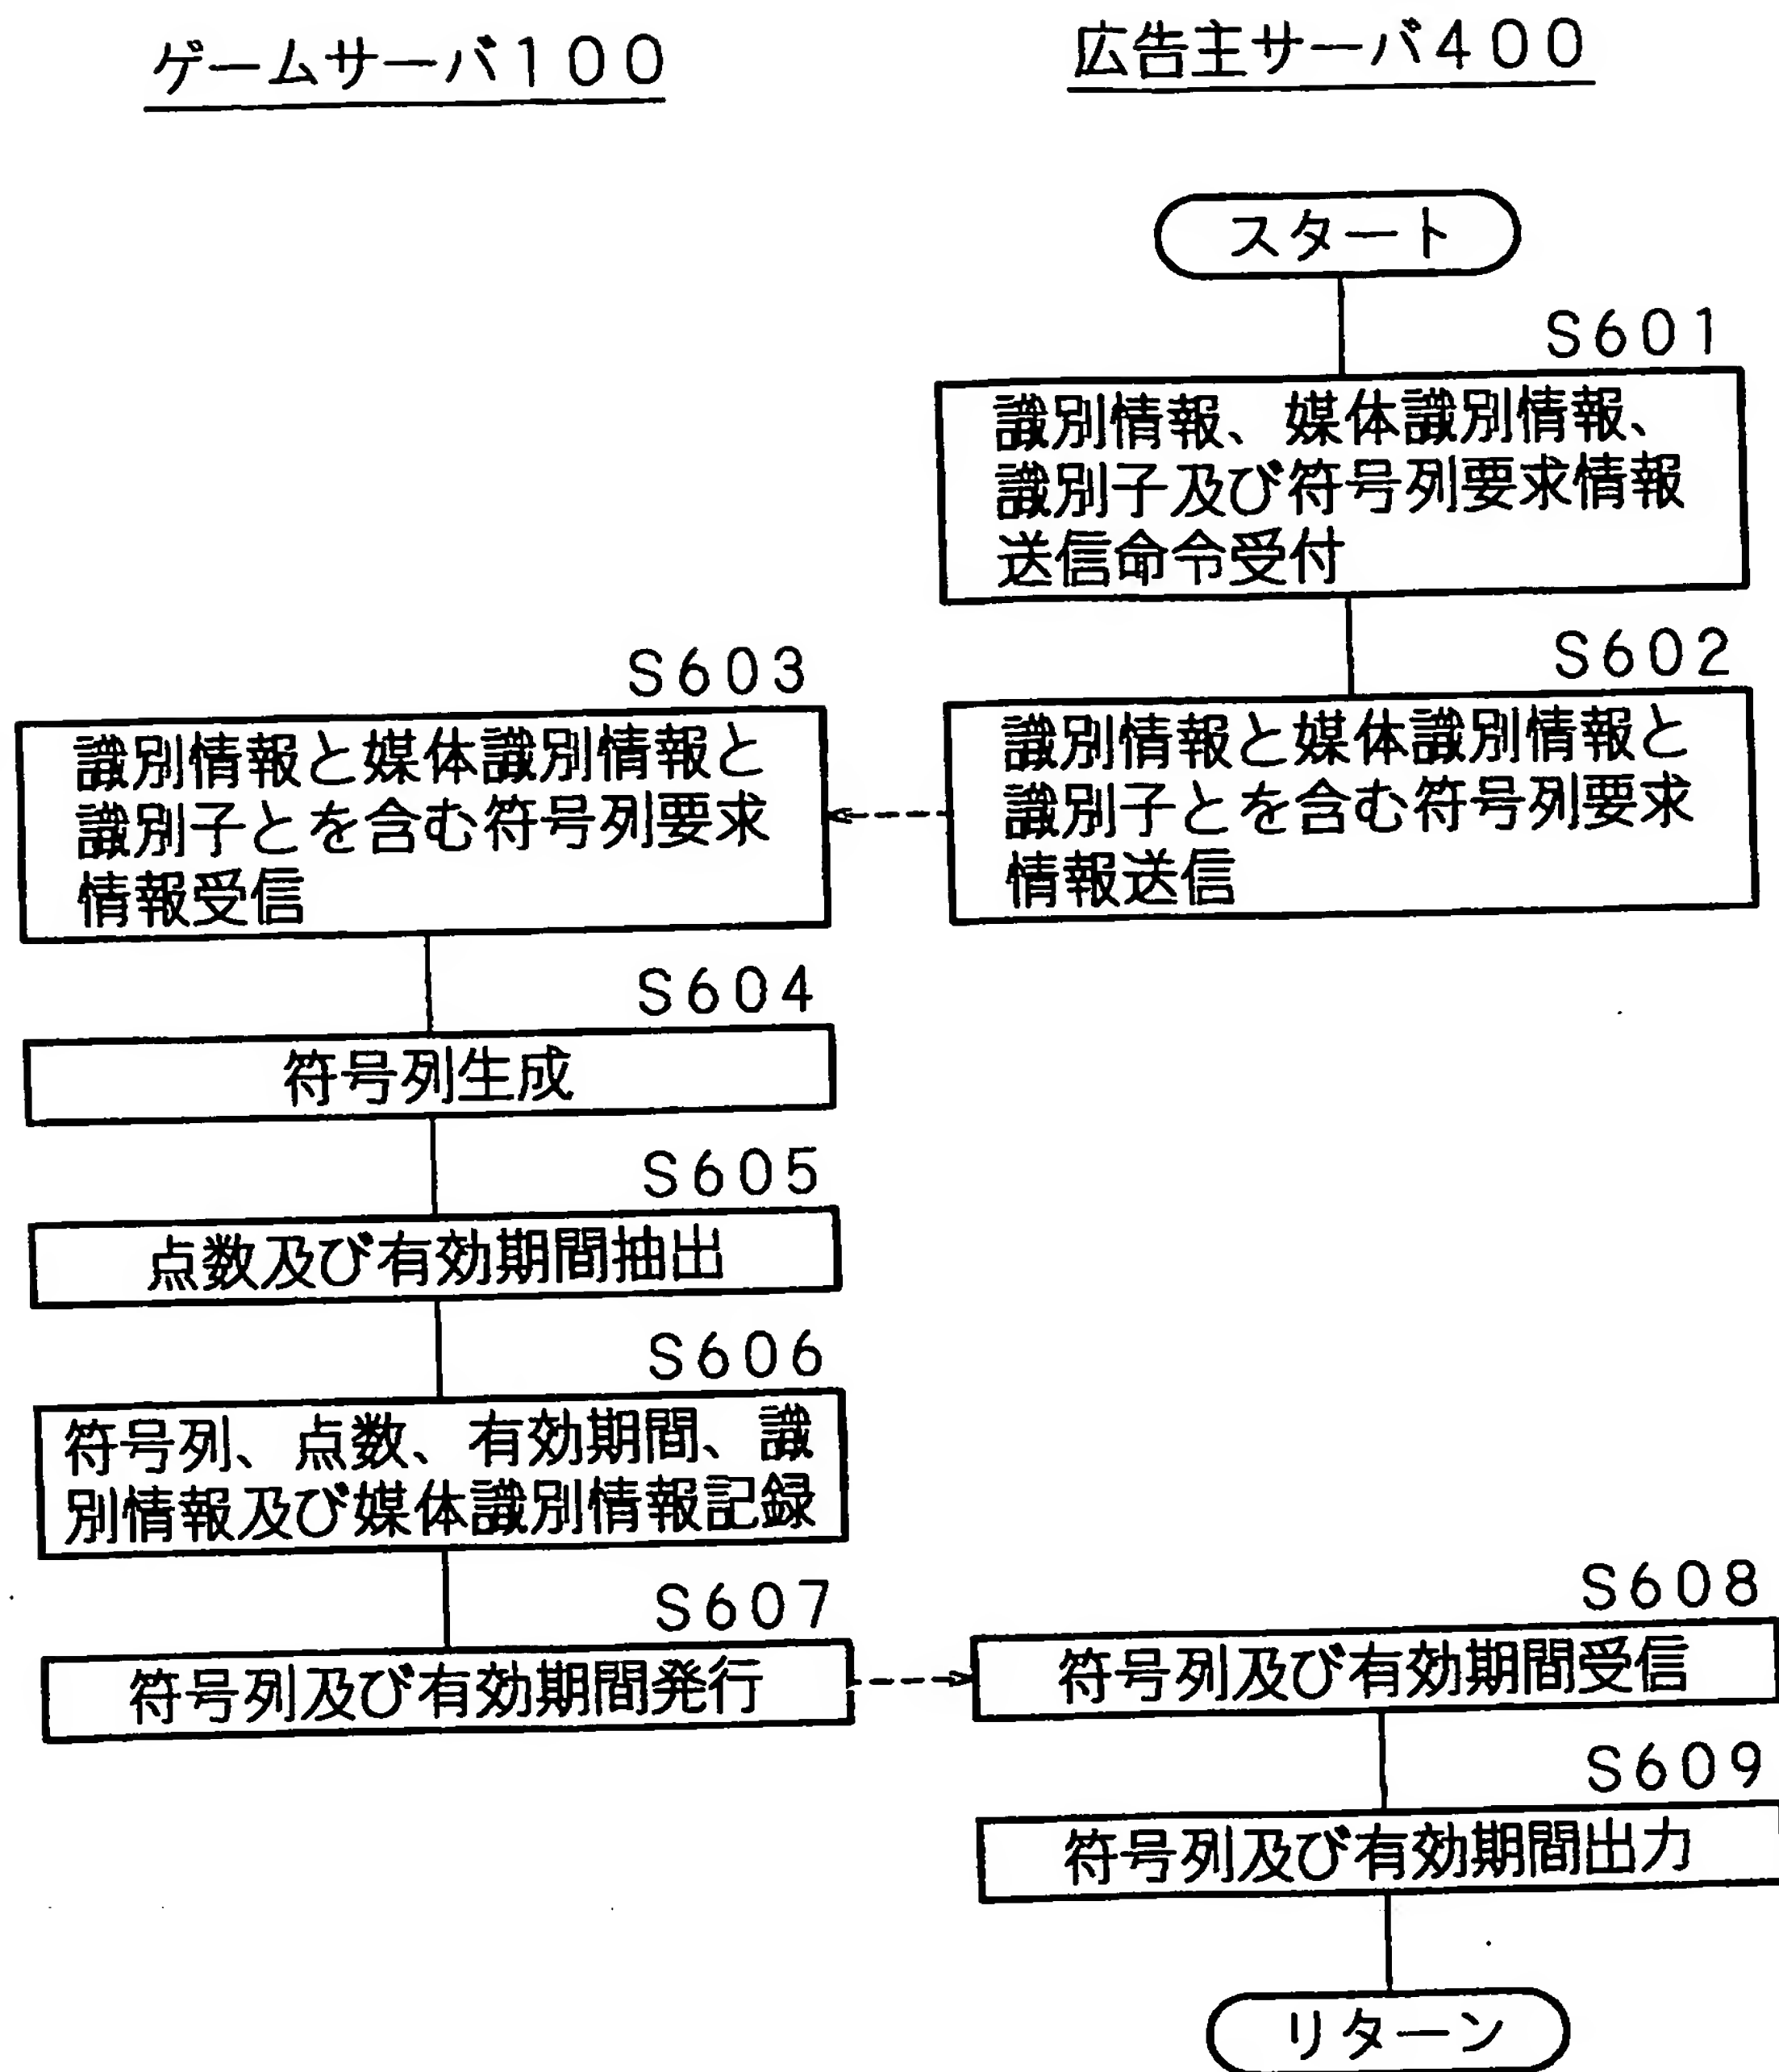 ゲームサーバ100
広告主サーバ400
スタート
S601
識別情報、媒体識別情報、
識別子及び符号列要求情報
送信命令受付
S602
識別情報と媒体識別情報と
識別子とを含む符号列要求
情報送信
S603
識別情報と媒体識別情報と
識別子とを含む符号列要求
情報受信
S604
符号列生成
S605
点数及び有効期間抽出
S606
符号列、点数、有効期間、識
別情報及び媒体識別情報記録
S607
符号列及び有効期間発行
S608
符号列及び有効期間受信
S609
符号列及び有効期間出力
リターン